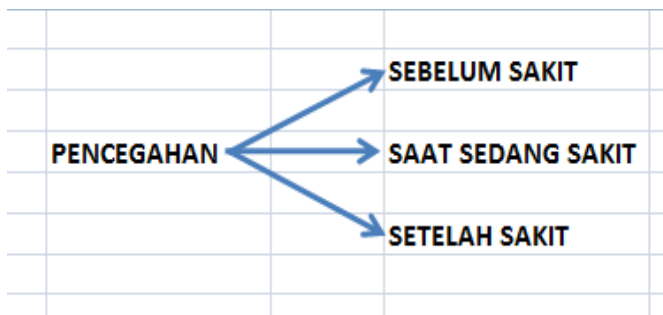 SEBELUM SAKIT
PENCEGAHAN
SAAT SEDANG SAKIT
SETELAH SAKIT